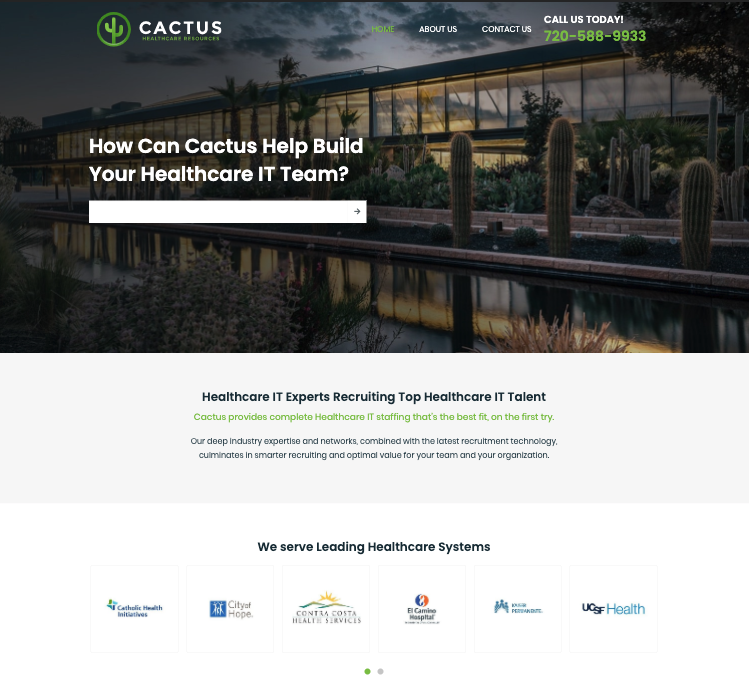 CACTUS
HEALTHCARE RESOURCES
HOME
ABOUT US
CONTACT US
CALL US TODAY!
720-588-9933
How Can Cactus Help Build
Your Healthcare IT Team?
Healthcare IT Experts Recruiting Top Healthcare IT Talent
Cactus provides complete Healthcare IT staffing that's the best fit, on the first try.
Our deep industry expertise and networks, combined with the latest recruitment technology,
culminates in smarter recruiting and optimal value for your team and your organization.
We serve Leading Healthcare Systems
Catholic Health
Initiatives
City of
Hope.
CONTRA COSTA
HEALTH SERVICES
El Camino
Hospital
KAISER
PERMANENTE.
UCSF Health